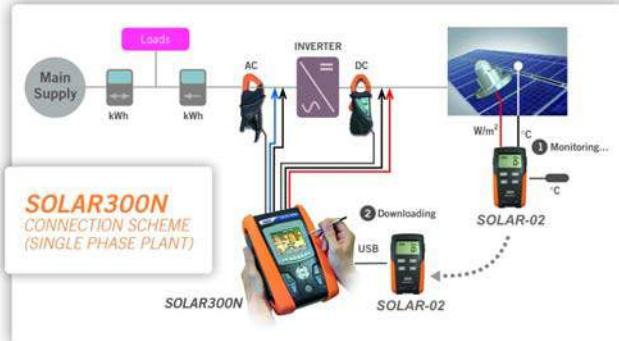 Loads
Main
Supply
kWh
kWh
AC
INVERTER
DC
W/m²
°C
1 Monitoring...
°C
SOLAR-02
SOLAR300N
CONNECTION SCHEME
(SINGLE PHASE PLANT)
2 Downloading
USB
SOLAR300N
SOLAR-02